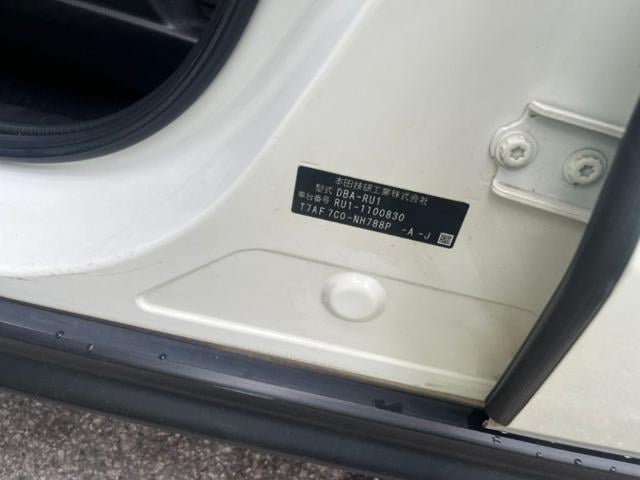 本田技研工業株式会社
型式 DBA-RU1
車台番号 RU1-1100830
T7AF7C0-NH788P -A -J